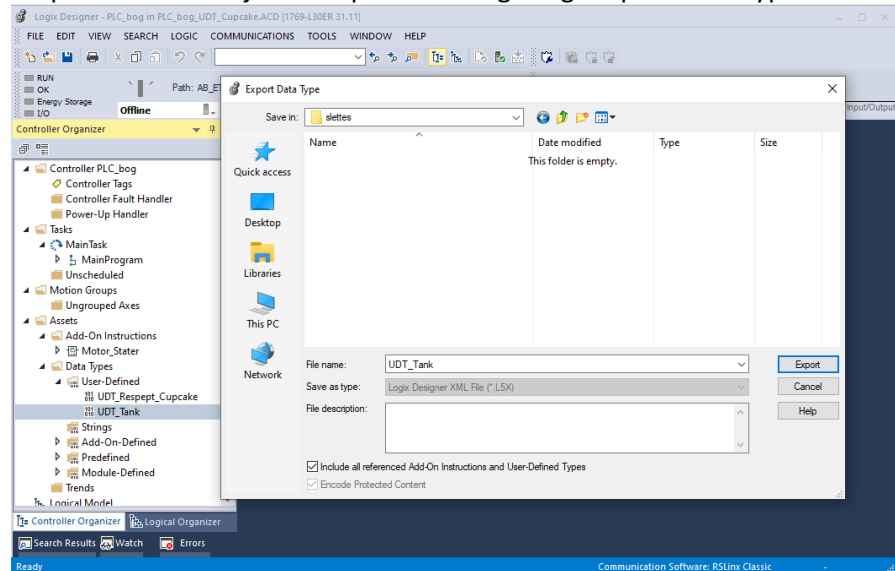 Logix Designer - PLC_bog in PLC_bog_UDT_Cupcake.ACD [1769-L30ER 31.11]
FILE EDIT VIEW SEARCH LOGIC COMMUNICATIONS TOOLS WINDOW HELP
RUN
OK
Energy Storage
I/O
Offline
Path: AB_E
Input/Output
Controller Organizer
Controller PLC_bog
Controller Tags
Controller Fault Handler
Power-Up Handler
Tasks
MainTask
MainProgram
Unscheduled
Motion Groups
Ungrouped Axes
Assets
Add-On Instructions
Motor_Stater
Data Types
User-Defined
UDT_Respept_Cupcake
UDT_Tank
Strings
Add-On-Defined
Predefined
Module-Defined
Trends
Logical Model
Controller Organizer Logical Organizer
Search Results Watch Errors
Ready
Communication Software: RSLinx Classic
Export Data Type
Save in: slettes
Name Date modified Type Size
This folder is empty.
Quick access
Desktop
Libraries
This PC
Network
File name: UDT_Tank Export
Save as type: Logix Designer XML File (*.L5X) Cancel
File description: Help
Include all referenced Add-On Instructions and User-Defined Types
Encode Protected Content